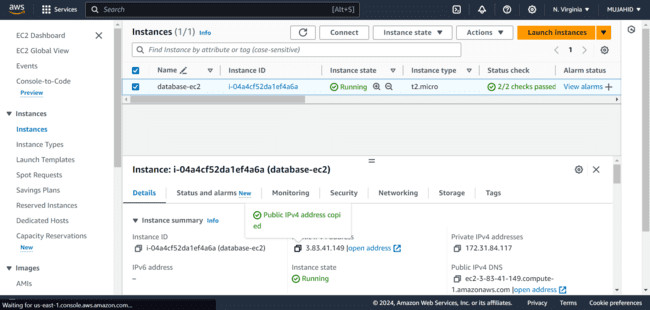 aws
Services
Search
[Alt+S]
N. Virginia
MUJAHID
EC2 Dashboard
EC2 Global View
Events
Console-to-Code
Preview
Instances
Instances
Instance Types
Launch Templates
Spot Requests
Savings Plans
Reserved Instances
Dedicated Hosts
Capacity Reservations
New
Images
AMIs
Instances (1/1) Info
Connect
Instance state
Actions
Launch instances
Find Instance by attribute or tag (case-sensitive)
1
Name
Instance ID
Instance state
Instance type
Status check
Alarm status
database-ec2
i-04a4cf52da1ef4a6a
Running
t2.micro
2/2 checks passed
View alarms
Instance: i-04a4cf52da1ef4a6a (database-ec2)
Details
Status and alarms New
Monitoring
Security
Networking
Storage
Tags
Public IPv4 address copi
ed
Instance summary Info
Instance ID
i-04a4cf52da1ef4a6a (database-ec2)
3.83.41.149 |open address
Private IPv4 addresses
172.31.84.117
IPv6 address
–
Instance state
Running
Public IPv4 DNS
ec2-3-83-41-149.compute-
1.amazonaws.com |open address
Waiting for us-east-1.console.aws.amazon.com...
© 2024, Amazon Web Services, Inc. or its affiliates.
Privacy
Terms
Cookie preferences